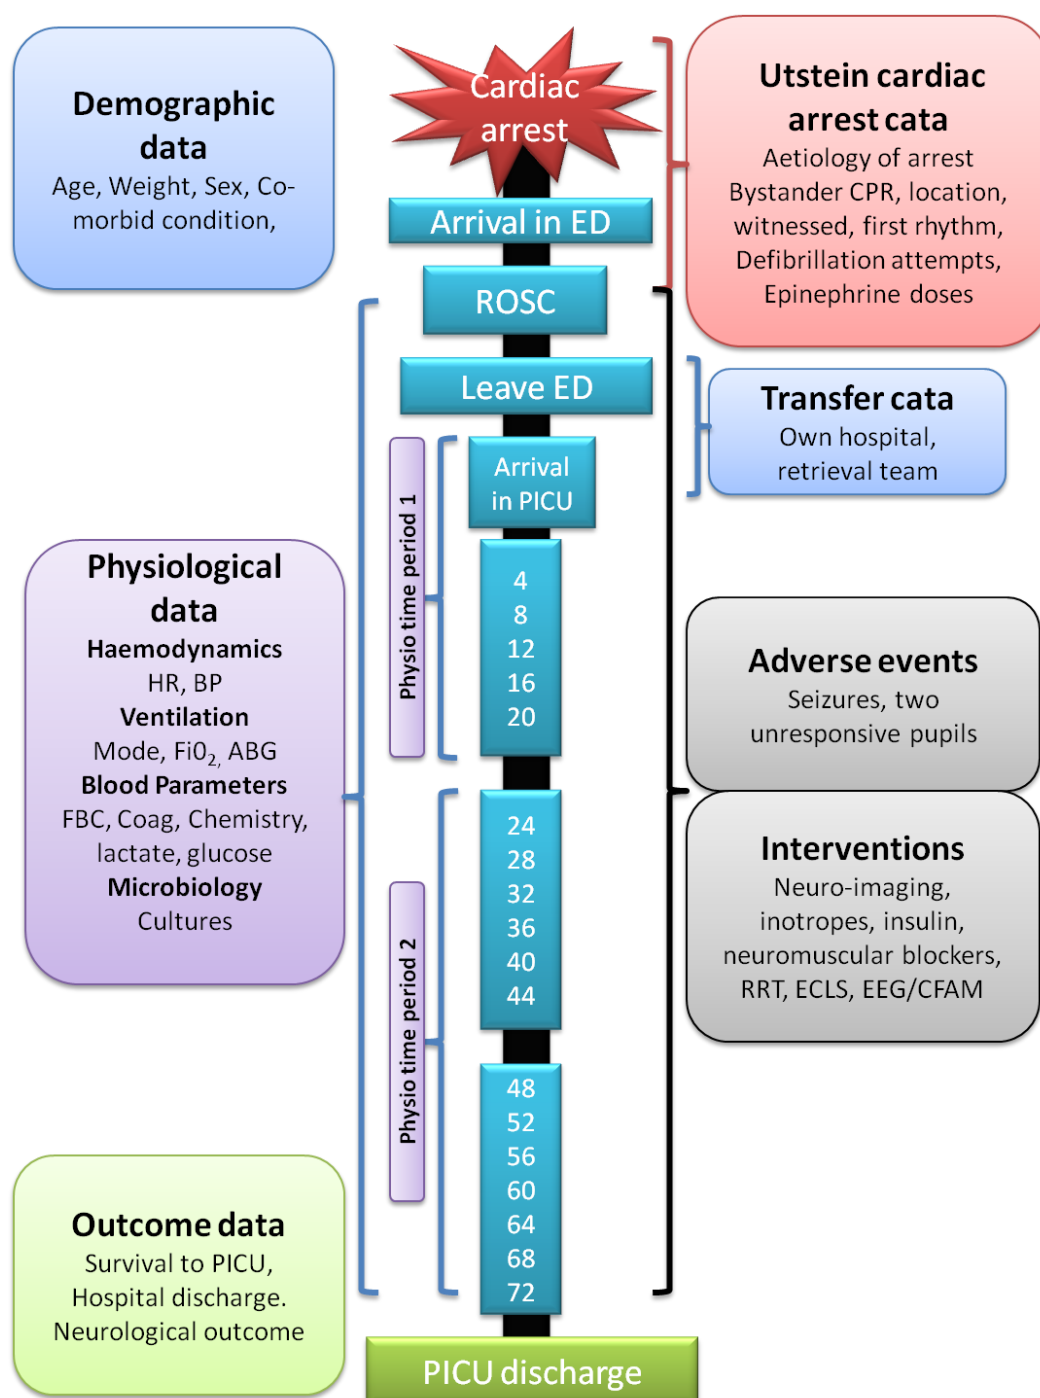 Demographic
data
Age, Weight, Sex, Co-
morbid condition,
Cardiac
arrest
Utstein cardiac
arrest cata
Aetiology of arrest
Bystander CPR, location,
witnessed, first rhythm,
Defibrillation attempts,
Epinephrine doses
Arrival in ED
ROSC
Leave ED
Transfer cata
Own hospital,
retrieval team
Arrival
in PICU
Physio time period 1
4
8
12
16
20
Physiological
data
Haemodynamics
HR, BP
Ventilation
Mode, Fi0₂, ABG
Blood Parameters
FBC, Coag, Chemistry,
lactate, glucose
Microbiology
Cultures
Adverse events
Seizures, two
unresponsive pupils
Interventions
Neuro-imaging,
inotropes, insulin,
neuromuscular blockers,
RRT, ECLS, EEG/CFAM
24
28
32
36
40
44
Physio time period 2
48
52
56
60
64
68
72
Outcome data
Survival to PICU,
Hospital discharge.
Neurological outcome
PICU discharge